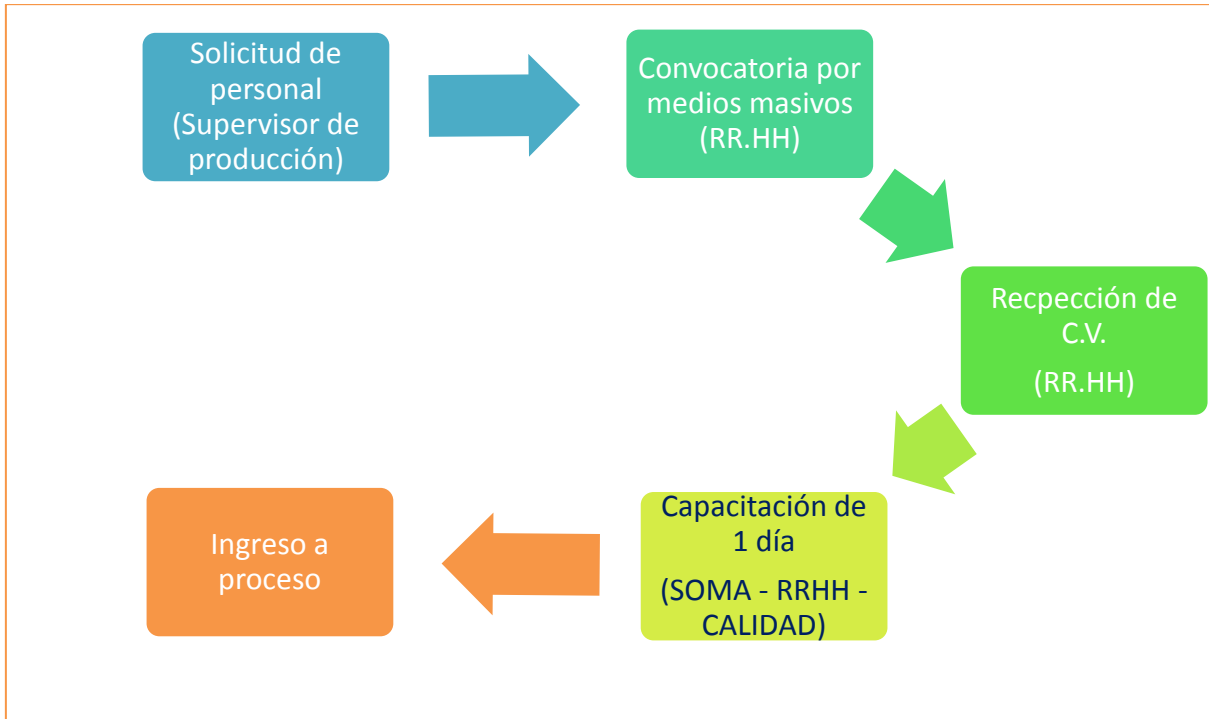 Solicitud de
personal
(Supervisor de
producción)
Convocatoria por
medios masivos
(RR.HH)
Recpección de
C.V.
(RR.HH)
Capacitación de
1 día
(SOMA - RRHH -
CALIDAD)
Ingreso a
proceso